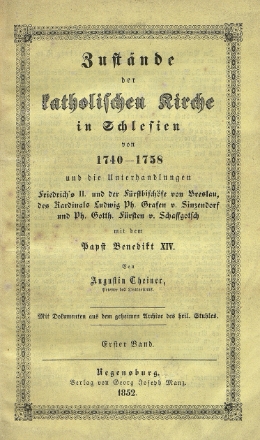 Zustände
der
katholischen Kirche
in Schlesien
von
1740–1758
und die Unterhandlungen
Friedrich's II. und der Fürstbischöfe von Breslau,
des Kardinals Ludwig Ph. Grafen v. Sinzendorf
und Ph. Gotth. Fürsten v. Schaffgotsch
mit dem
Papst Benedikt XIV.
Von
Augustin Theiner,
Priester des Oratoriums.
Mit Dokumenten aus dem geheimen Archive des heil. Stuhles.
Erster Band.
Regensburg,
Verlag von Georg Joseph Manz.
1852.